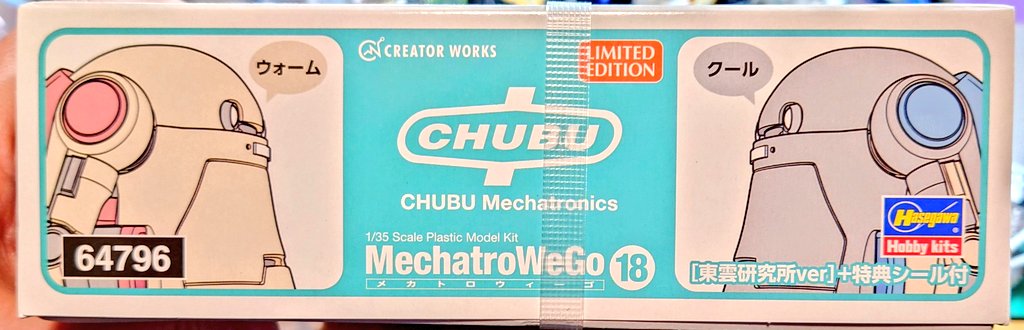 ウォーム
CREATOR WORKS
LIMITED
EDITION
クール
CHUBU
CHUBU Mechatronics
1/35 Scale Plastic Model Kit
MechatroWeGo 18
メカトロウィーゴ
64796
Hasegawa
Hobby kits
[東雲研究所ver]+特典シール付